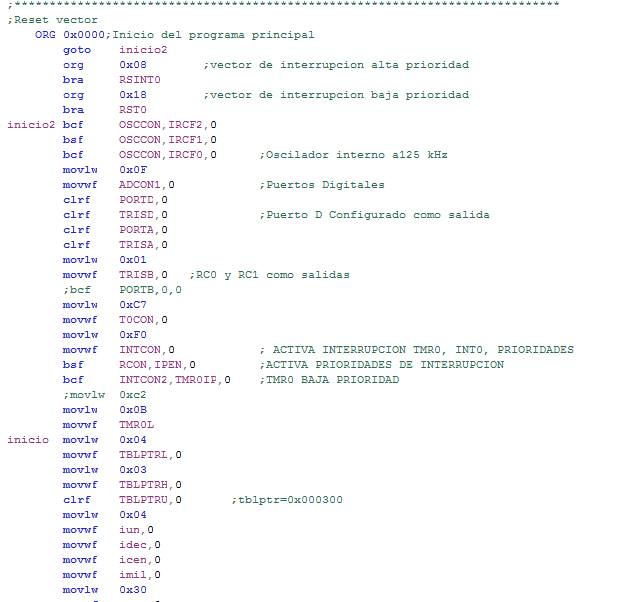 ;******************************************************************************
;Reset vector
ORG 0x0000;Inicio del programa principal
goto inicio2
org 0x08 ;vector de interrupcion alta prioridad
bra RSINT0
org 0x18 ;vector de interrupcion baja prioridad
bra RST0
inicio2 bcf OSCCON,IRCF2,0
bsf OSCCON,IRCF1,0
bcf OSCCON,IRCF0,0 ;Oscilador interno a125 kHz
movlw 0x0F
movwf ADCON1,0 ;Puertos Digitales
clrf PORTD,0
clrf TRISD,0 ;Puerto D Configurado como salida
clrf PORTA,0
clrf TRISA,0
movlw 0x01
movwf TRISB,0 ;RC0 y RC1 como salidas
;bcf PORTB,0,0
movlw 0xC7
movwf T0CON,0
movlw 0xF0
movwf INTCON,0 ; ACTIVA INTERRUPCION TMR0, INT0, PRIORIDADES
bsf RCON,IPEN,0 ;ACTIVA PRIORIDADES DE INTERRUPCION
bcf INTCON2,TMR0IP,0 ;TMR0 BAJA PRIORIDAD
;movlw 0xc2
movlw 0x0B
movwf TMR0L
inicio movlw 0x04
movwf TBLPTRL,0
movlw 0x03
movwf TBLPTRH,0
clrf TBLPTRU,0 ;tblptr=0x000300
movlw 0x04
movwf iun,0
movwf idec,0
movwf icen,0
movwf imil,0
movlw 0x30